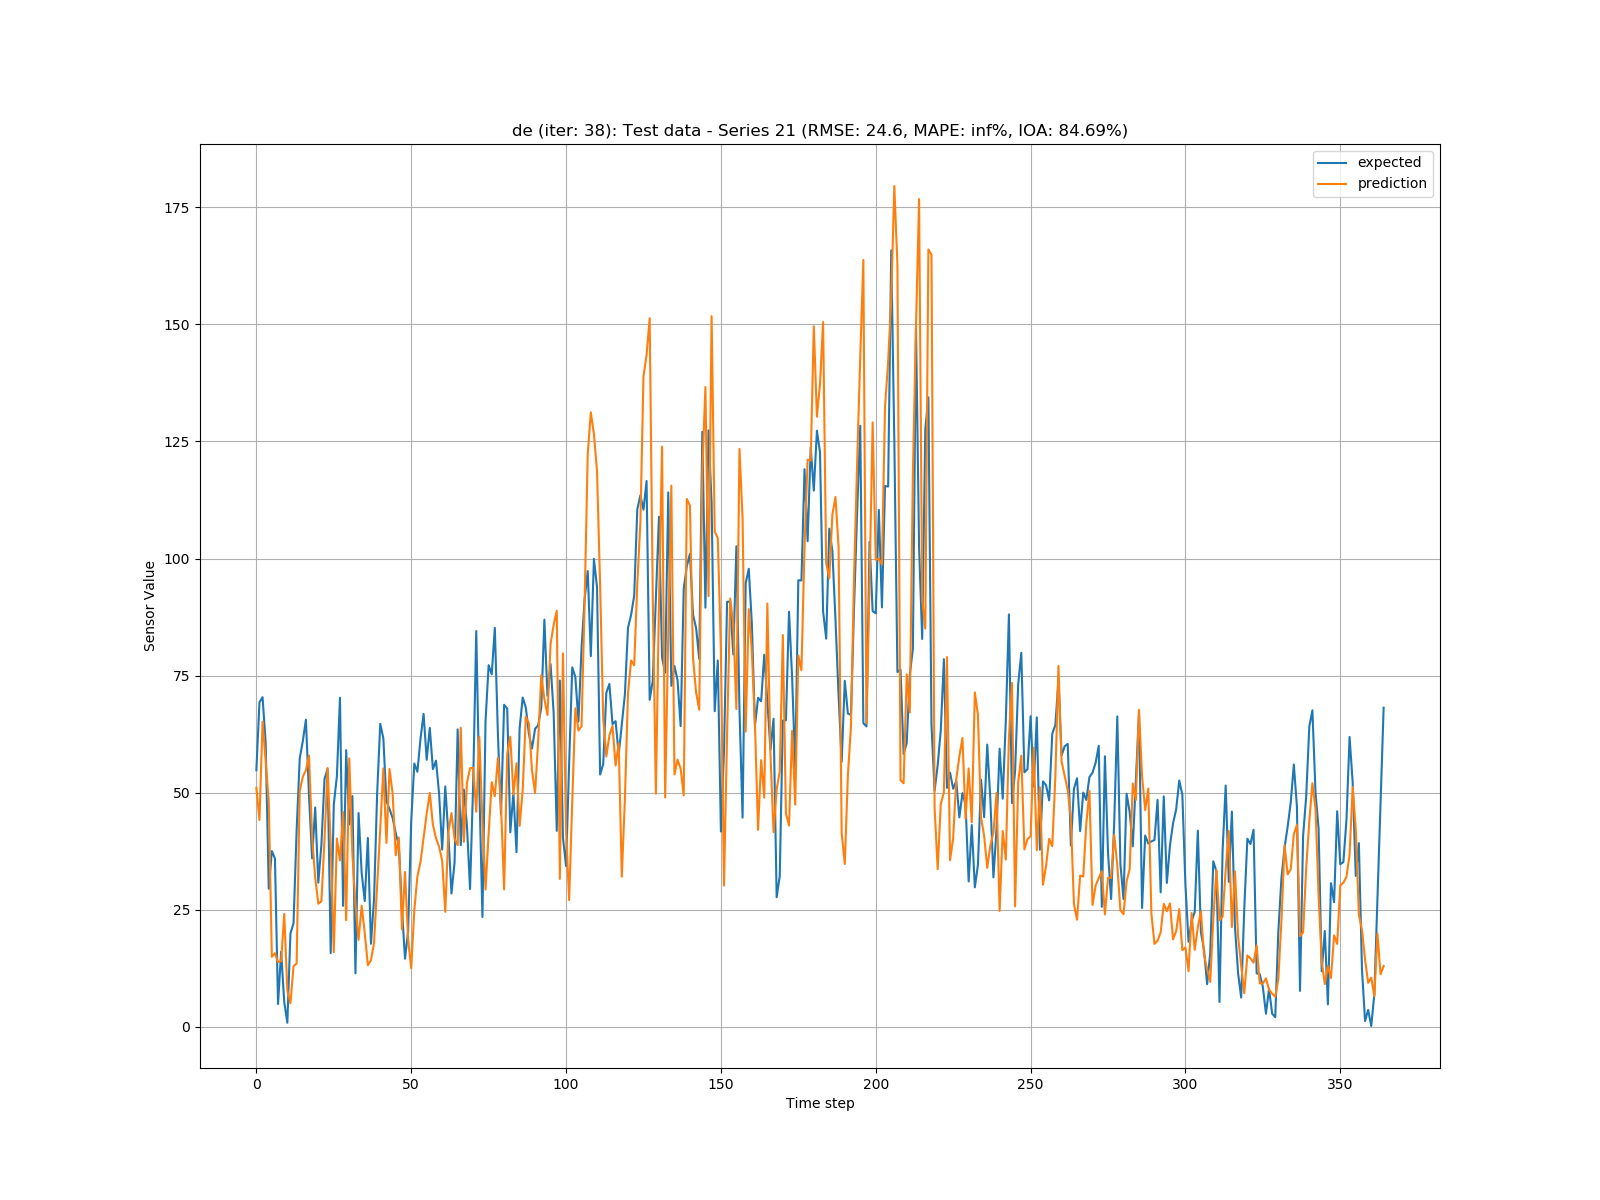 de (iter: 38): Test data - Series 21 (RMSE: 24.6, MAPE: inf%, IOA: 84.69%)
expected
prediction
175
150
125
100
75
50
25
0
Sensor Value
0 50 100 150 200 250 300 350
Time step